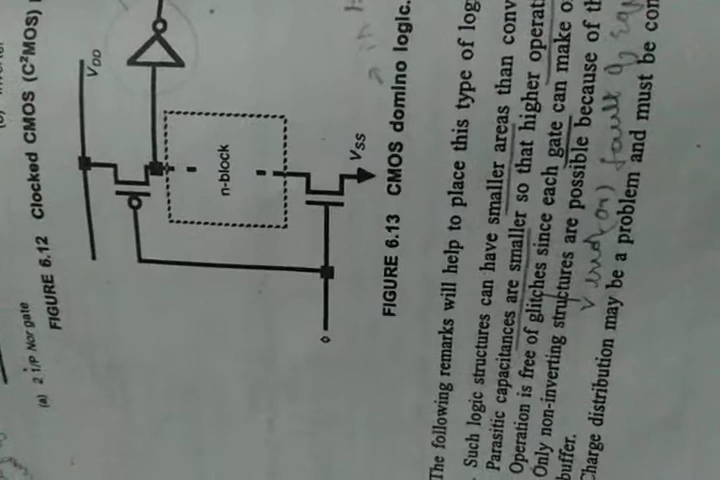 (a) 2 i/P Nor gate
FIGURE 6.12 Clocked CMOS (C²MOS)
VDD
n-block
VSS
φ
FIGURE 6.13 CMOS domino logic.
The following remarks will help to place this type of log
Such logic structures can have smaller areas than conv
Parasitic capacitances are smaller so that higher operati
Operation is free of glitches since each gate can make o
Only non-inverting structures are possible because of th
buffer.
Charge distribution may be a problem and must be con